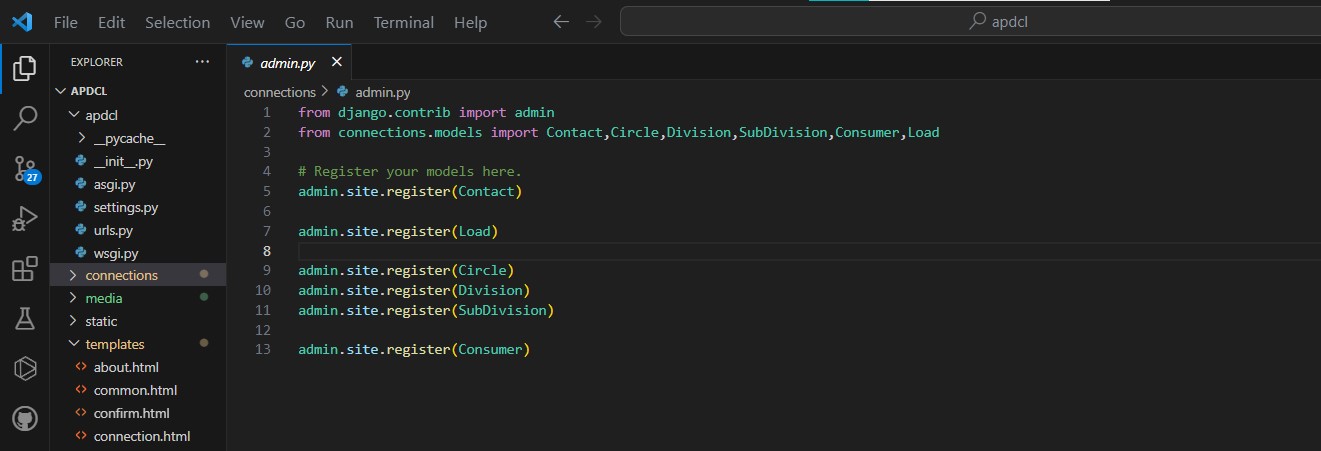 File Edit Selection View Go Run Terminal Help apdcl
EXPLORER ...
admin.py
APDCL
connections > admin.py
apdcl
__pycache__
__init__.py
asgi.py
settings.py
urls.py
wsgi.py
connections
media
static
templates
about.html
common.html
confirm.html
connection.html
27
1 from django.contrib import admin
2 from connections.models import Contact,Circle,Division,SubDivision,Consumer,Load
3
4 # Register your models here.
5 admin.site.register(Contact)
6
7 admin.site.register(Load)
8
9 admin.site.register(Circle)
10 admin.site.register(Division)
11 admin.site.register(SubDivision)
12
13 admin.site.register(Consumer)